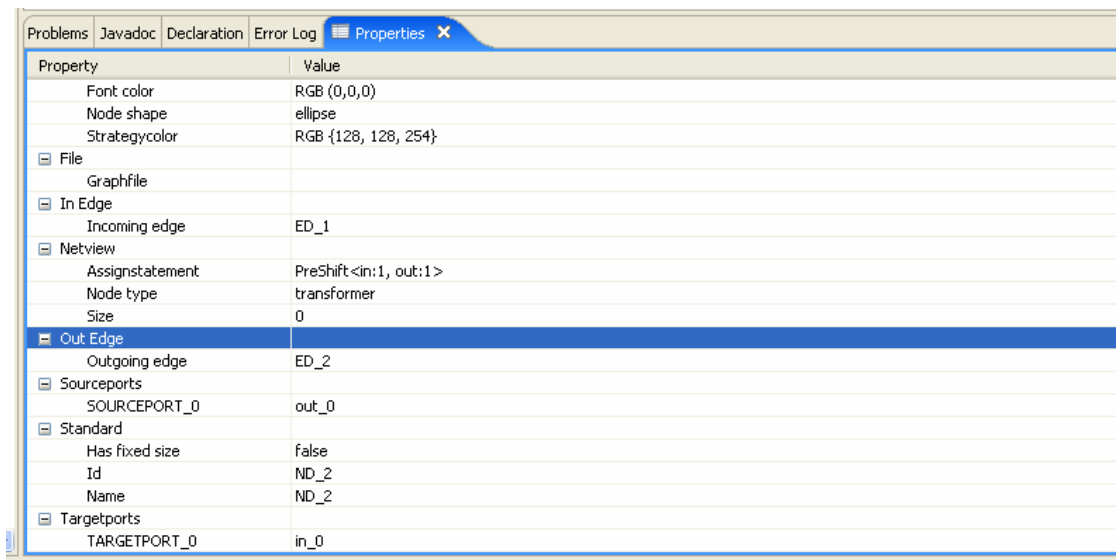 Problems Javadoc Declaration Error Log Properties
Property Value
Font color RGB (0,0,0)
Node shape ellipse
Strategycolor RGB {128, 128, 254}
File
Graphfile
In Edge
Incoming edge ED_1
Netview
Assignstatement PreShift<in:1, out:1>
Node type transformer
Size 0
Out Edge
Outgoing edge ED_2
Sourceports
SOURCEPORT_0 out_0
Standard
Has fixed size false
Id ND_2
Name ND_2
Targetports
TARGETPORT_0 in_0